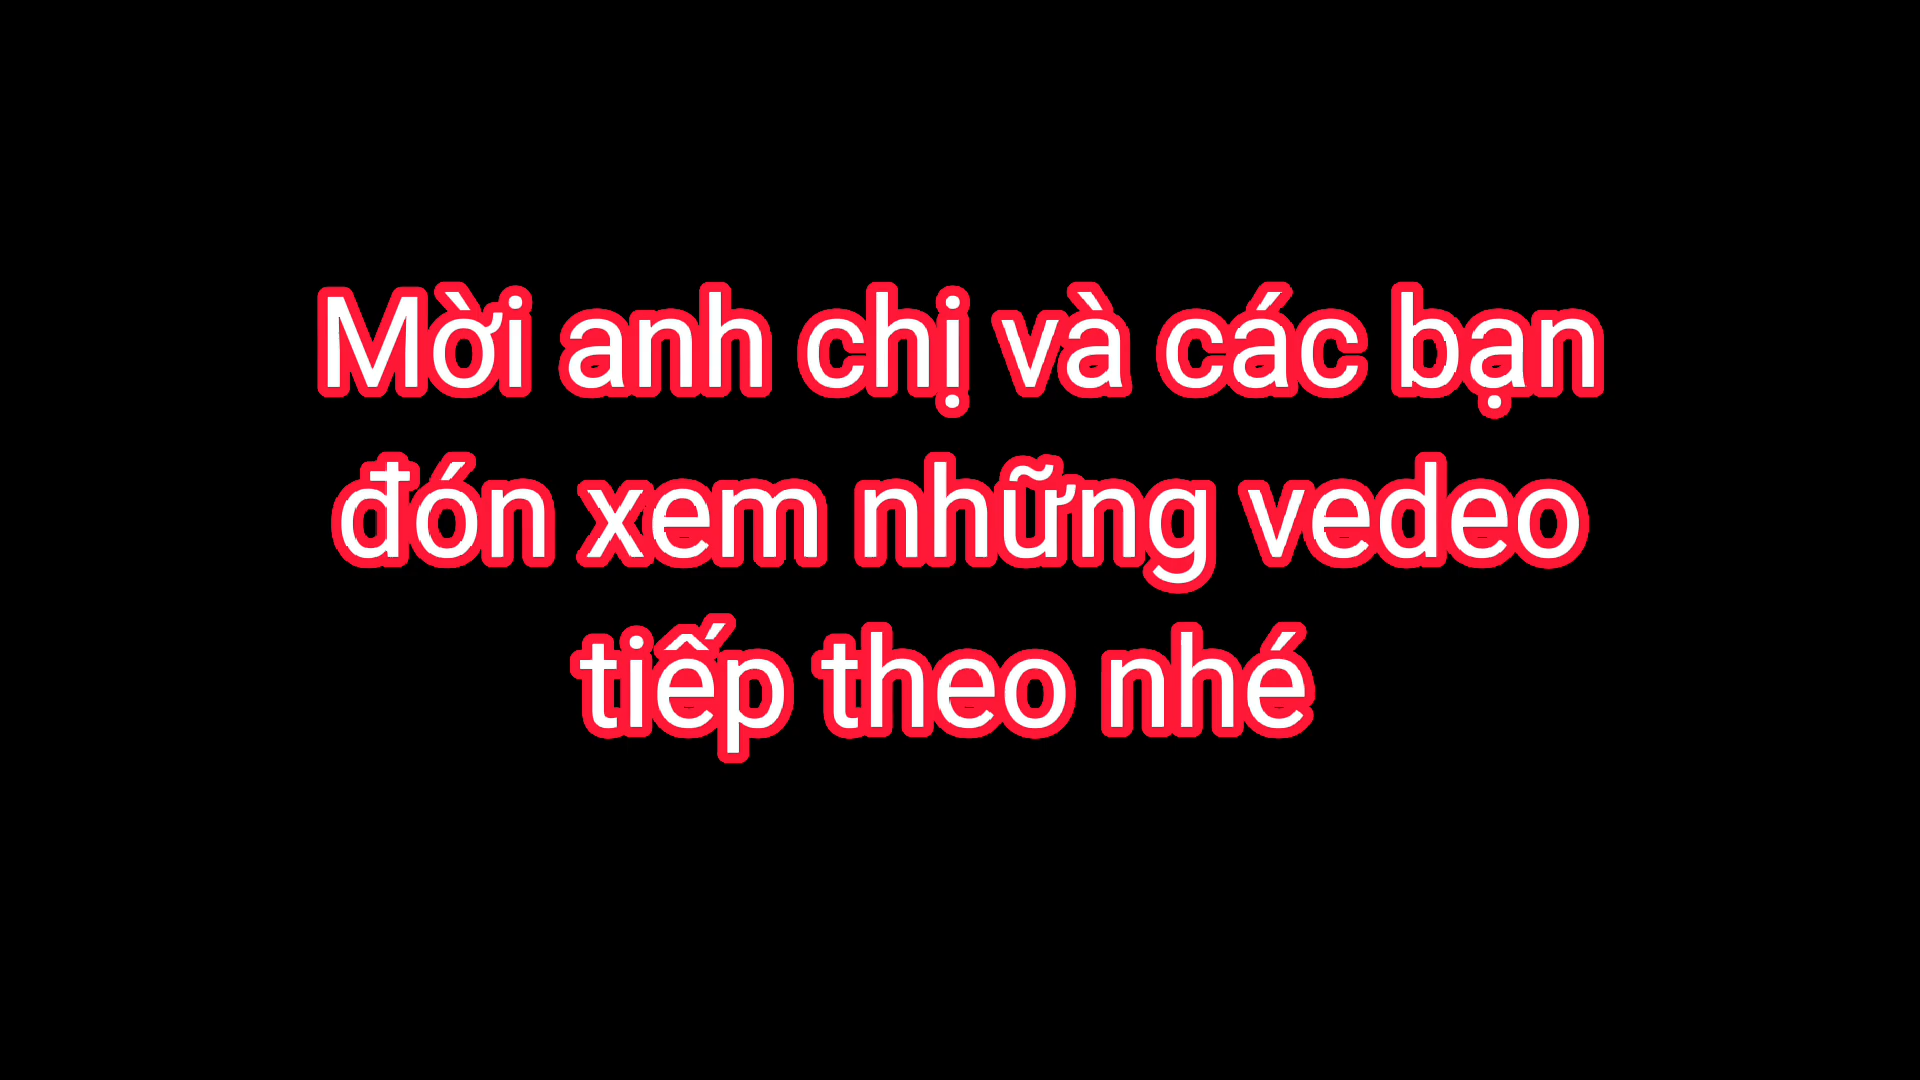 Mời anh chị và các bạn
đón xem những vedeo
tiếp theo nhé